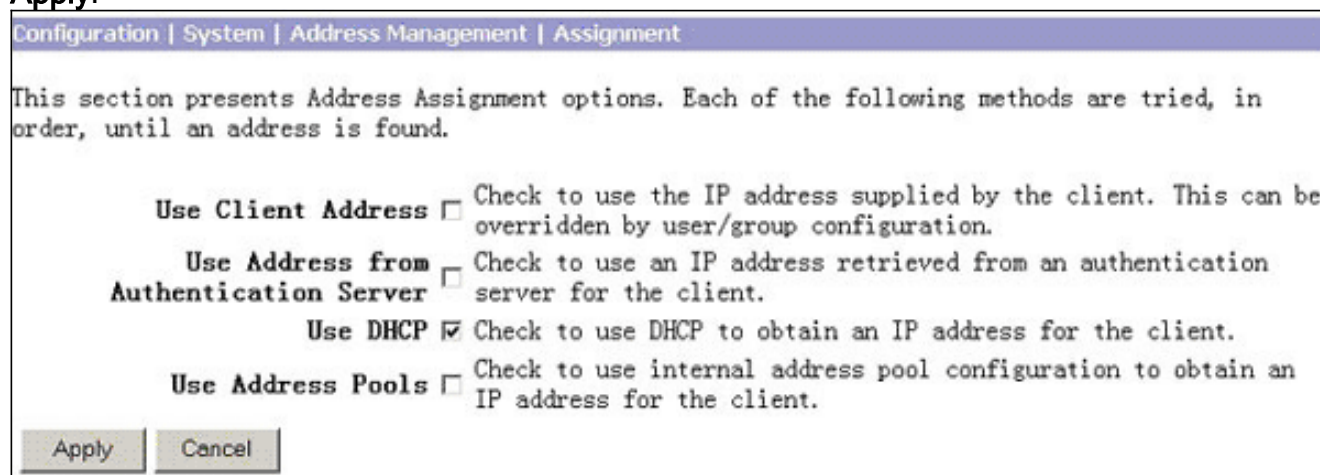 Apply.
Configuration | System | Address Management | Assignment
This section presents Address Assignment options. Each of the following methods are tried, in
order, until an address is found.
Use Client Address Check to use the IP address supplied by the client. This can be
overridden by user/group configuration.
Use Address from Check to use an IP address retrieved from an authentication
Authentication Server server for the client.
Use DHCP Check to use DHCP to obtain an IP address for the client.
Use Address Pools Check to use internal address pool configuration to obtain an
IP address for the client.
Apply Cancel